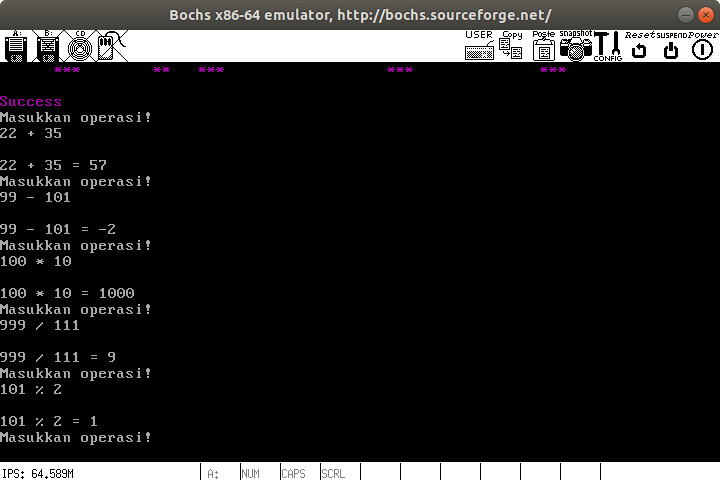 Bochs x86-64 emulator, http://bochs.sourceforge.net/
A: B: CD USER Copy Paste Snapshot CONFIG Reset SUSPEND Power
*** ** *** *** ***
Success
Masukkan operasi!
22 + 35
22 + 35 = 57
Masukkan operasi!
99 - 101
99 - 101 = -2
Masukkan operasi!
100 * 10
100 * 10 = 1000
Masukkan operasi!
999 / 111
999 / 111 = 9
Masukkan operasi!
101 % 2
101 % 2 = 1
Masukkan operasi!
IPS: 64.589M A: NUM CAPS SCRL